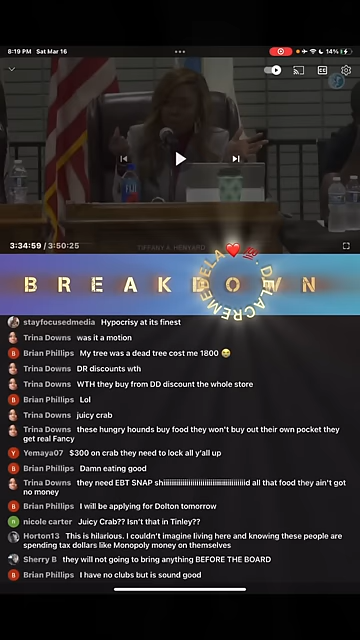 8:19 PM Sat Mar 16
14%
CC
FIJI
3:34:59 / 3:50:25
TIFFANY A. HENYARD
BREAKDOWN
DELACREMEDELA
stayfocusedmedia Hypocrisy at its finest
Trina Downs was it a motion
Brian Phillips My tree was a dead tree cost me 1800 😭
Trina Downs DR discounts wth
Trina Downs WTH they buy from DD discount the whole store
Brian Phillips Lol
Trina Downs juicy crab
Trina Downs these hungry hounds buy food they won't buy out their own pocket they
get real Fancy
Yemaya07 $300 on crab they need to lock all y'all up
Brian Phillips Damn eating good
Trina Downs they need EBT SNAP shiiiiiiiiiiiiiiiiiiiiiiiiiiiiiid all that food they ain't got
no money
Brian Phillips I will be applying for Dolton tomorrow
nicole carter Juicy Crab?? Isn't that in Tinley??
Horton13 This is hilarious. I couldn't imagine living here and knowing these people are
spending tax dollars like Monopoly money on themselves
Sherry B they will not going to bring anything BEFORE THE BOARD
Brian Phillips I have no clubs but is sound good